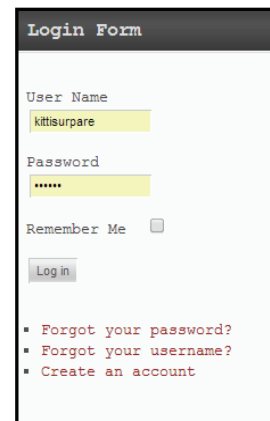 Login Form
User Name
kittisurpare
Password
••••••
Remember Me
Log in
Forgot your password?
Forgot your username?
Create an account